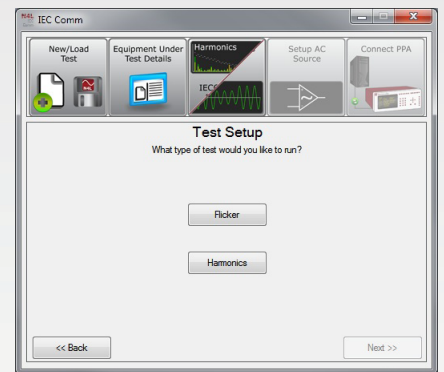 IEC Comm
New/Load
Test
Equipment Under
Test Details
Harmonics
Setup AC
Source
Connect PPA
Test Setup
What type of test would you like to run?
Flicker
Harmonics
<< Back
Next >>